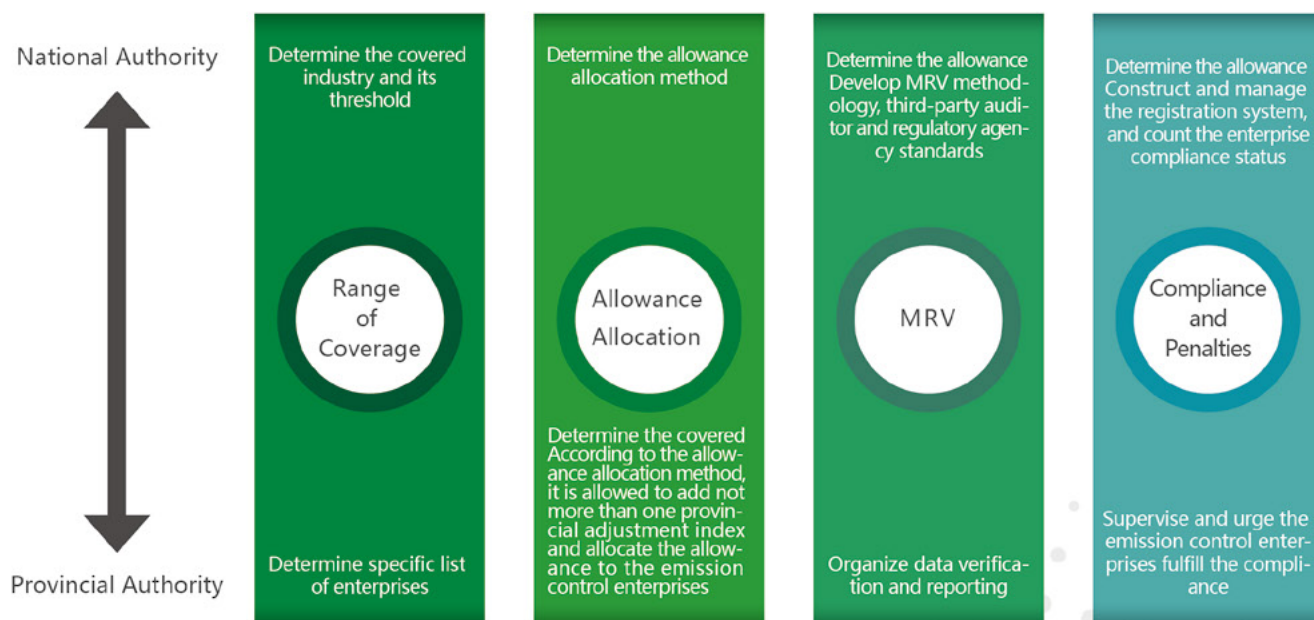 National Authority
Provincial Authority
Determine the covered
industry and its
threshold
Range
of
Coverage
Determine specific list
of enterprises
Determine the allowance
allocation method
Allowance
Allocation
Determine the covered
According to the allow-
ance allocation method,
it is allowed to add not
more than one provin-
cial adjustment index
and allocate the allow-
ance to the emission
control enterprises
Determine the allowance
Develop MRV method-
ology, third-party audi-
tor and regulatory agen-
cy standards
MRV
Organize data verifica-
tion and reporting
Determine the allowance
Construct and manage
the registration system,
and count the enterprise
compliance status
Compliance
and
Penalties
Supervise and urge the
emission control enter-
prises fulfill the compli-
ance